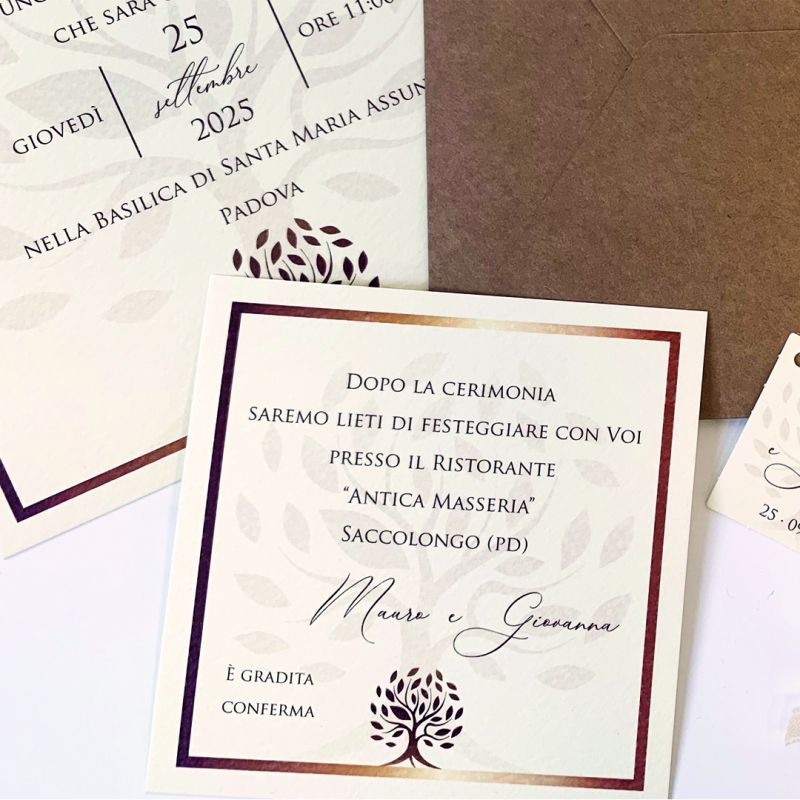 CHE SARÀ
25
settembre
2025
GIOVEDÌ
ORE 11:00
NELLA BASILICA DI SANTA MARIA ASSUN
PADOVA
DOPO LA CERIMONIA
SAREMO LIETI DI FESTEGGIARE CON VOI
PRESSO IL RISTORANTE
“ANTICA MASSERIA”
SACCOLONGO (PD)
Mauro e Giovanna
È GRADITA
CONFERMA
e
25 · 09